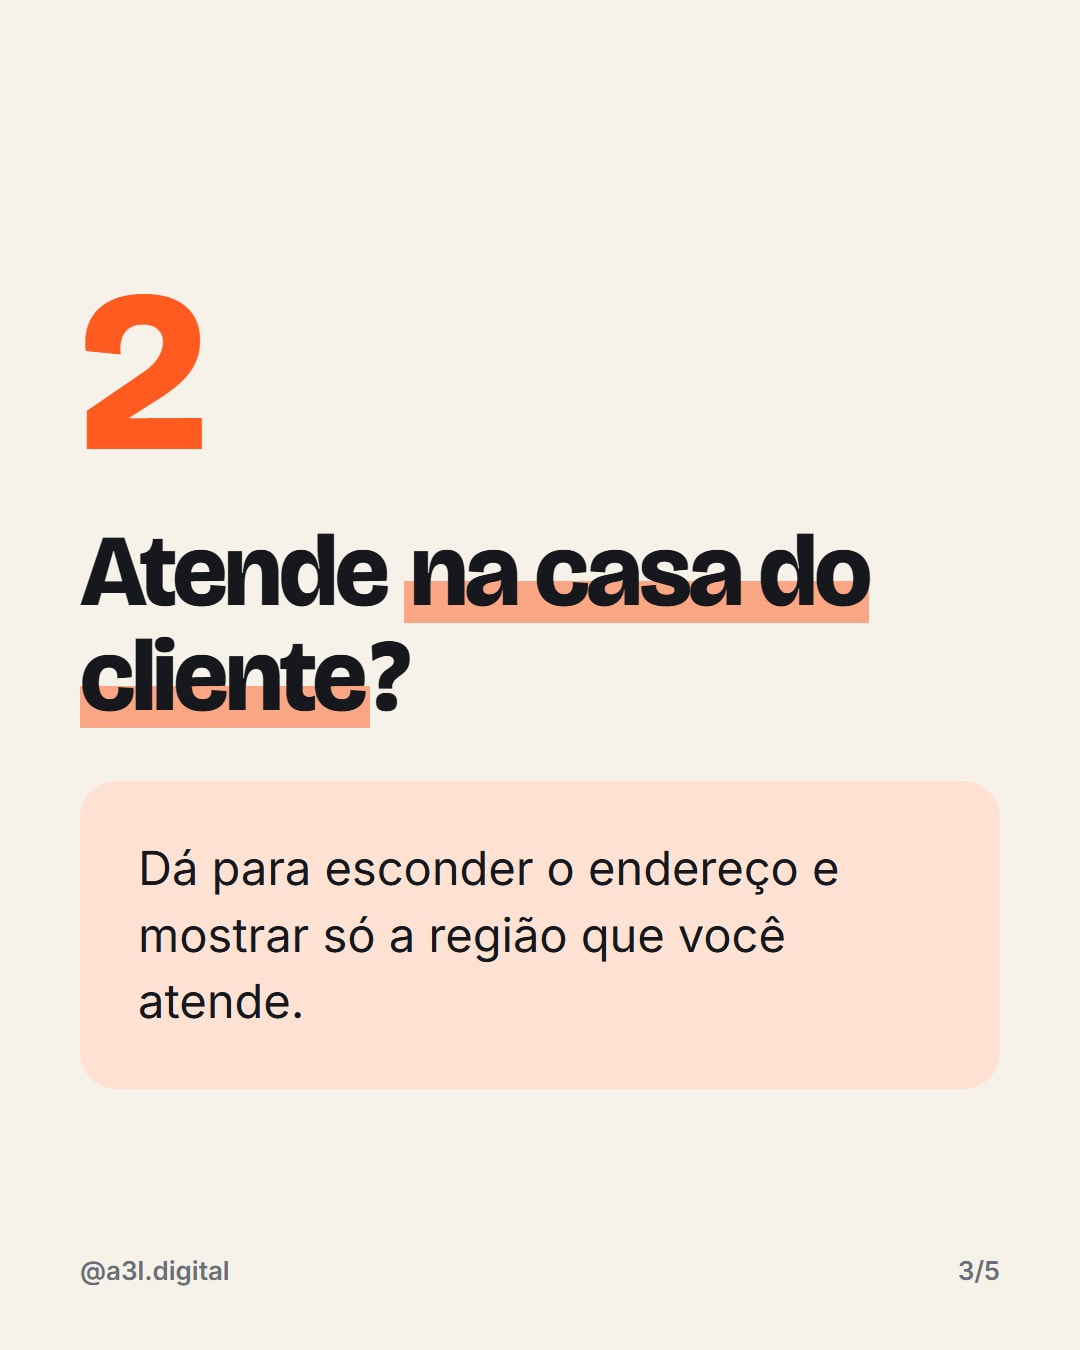 2
Atende na casa do
cliente?
Dá para esconder o endereço e
mostrar só a região que você
atende.
@a3l.digital
3/5